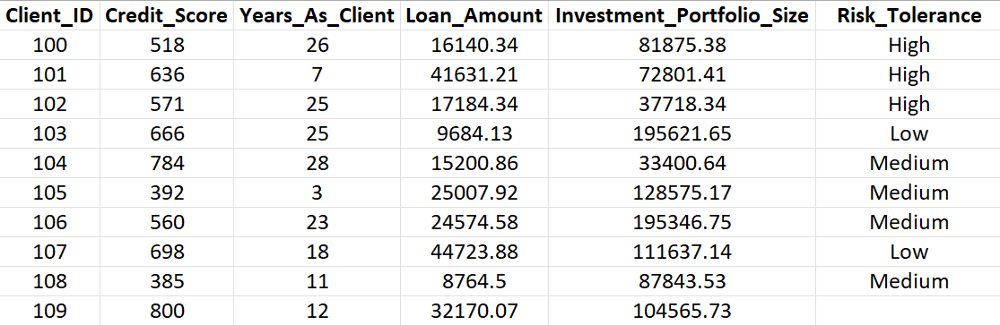 Client_ID Credit_Score Years_As_Client Loan_Amount Investment_Portfolio_Size Risk_Tolerance
100 518 26 16140.34 81875.38 High
101 636 7 41631.21 72801.41 High
102 571 25 17184.34 37718.34 High
103 666 25 9684.13 195621.65 Low
104 784 28 15200.86 33400.64 Medium
105 392 3 25007.92 128575.17 Medium
106 560 23 24574.58 195346.75 Medium
107 698 18 44723.88 111637.14 Low
108 385 11 8764.5 87843.53 Medium
109 800 12 32170.07 104565.73